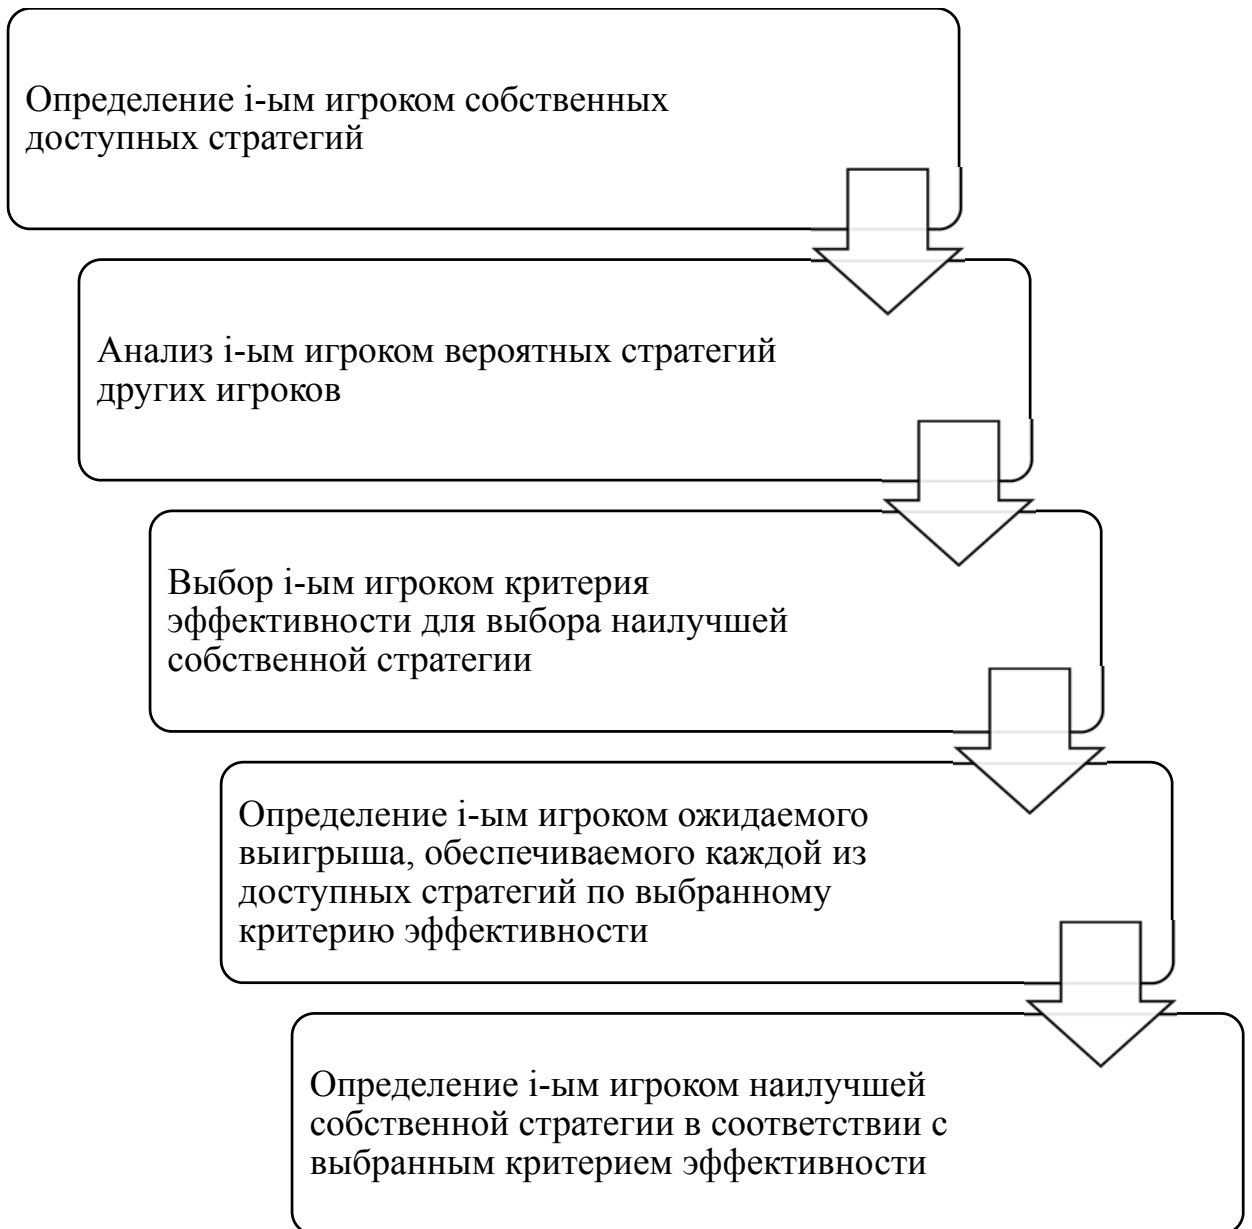 Определение i-ым игроком собственных
доступных стратегий
Анализ i-ым игроком вероятных стратегий
других игроков
Выбор i-ым игроком критерия
эффективности для выбора наилучшей
собственной стратегии
Определение i-ым игроком ожидаемого
выигрыша, обеспечиваемого каждой из
доступных стратегий по выбранному
критерию эффективности
Определение i-ым игроком наилучшей
собственной стратегии в соответствии с
выбранным критерием эффективности